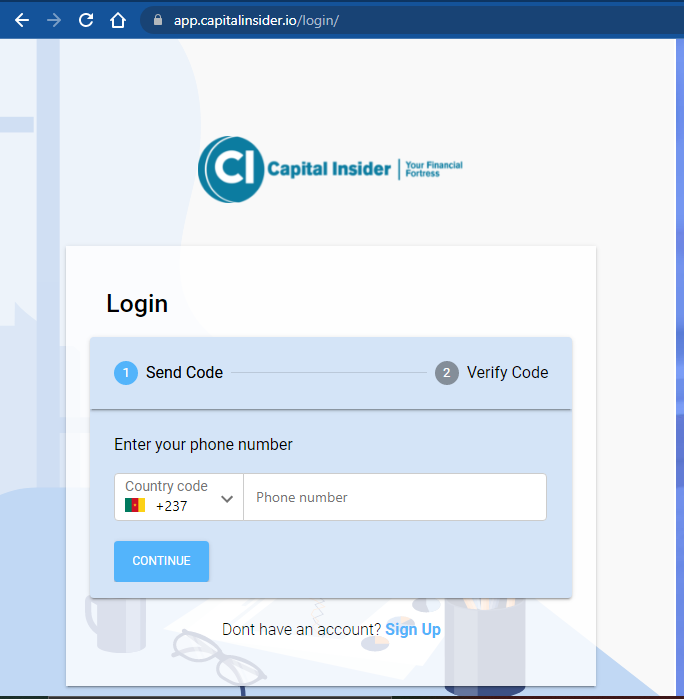 app.capitalinsider.io/login/
CI Capital Insider | Your Financial
Fortress
Login
1 Send Code 2 Verify Code
Enter your phone number
Country code
+237 Phone number
CONTINUE
Dont have an account? Sign Up